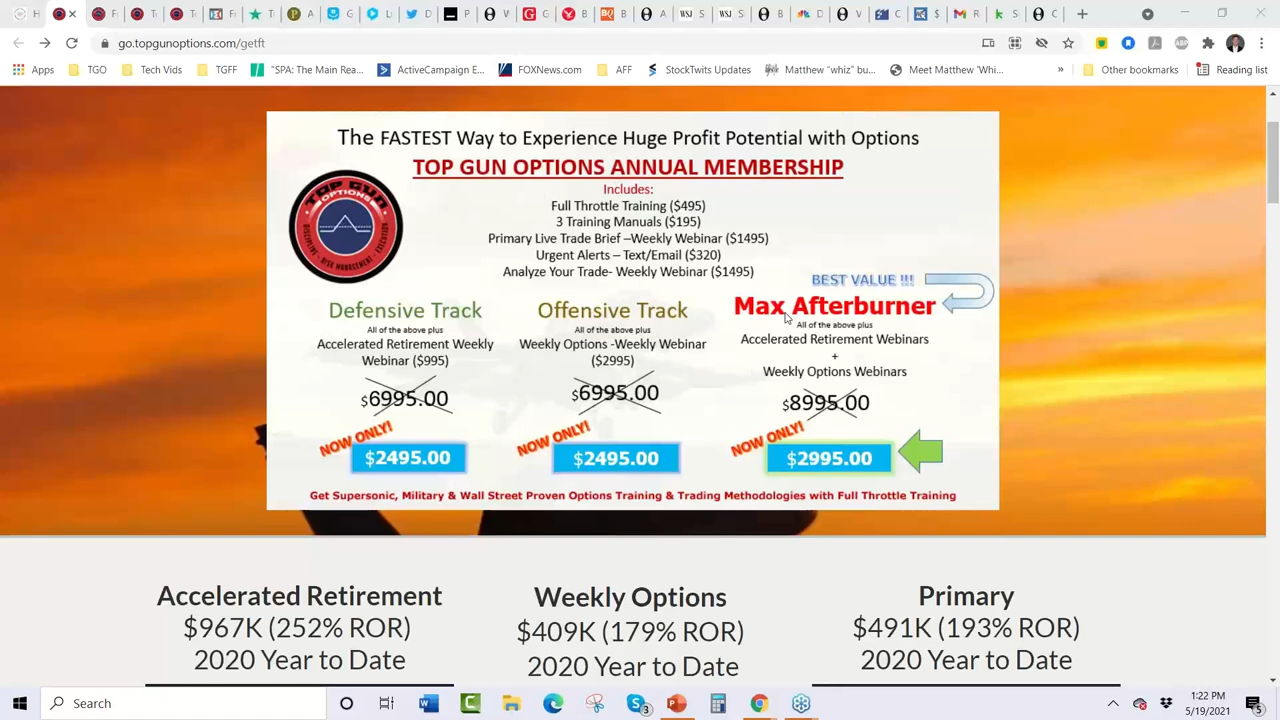 go.topgunoptions.com/getft
Apps
TGO
Tech Vids
TGFF
"SPA: The Main Rea...
ActiveCampaign E...
FOXNews.com
AFF
StockTwits Updates
Matthew "whiz" bu...
Meet Matthew 'Whi...
»
Other bookmarks
Reading list
The FASTEST Way to Experience Huge Profit Potential with Options
TOP GUN OPTIONS ANNUAL MEMBERSHIP
Includes:
Full Throttle Training ($495)
3 Training Manuals ($195)
Primary Live Trade Brief –Weekly Webinar ($1495)
Urgent Alerts – Text/Email ($320)
Analyze Your Trade- Weekly Webinar ($1495)
TOP GUN
OPTIONS
DISCIPLINE · RISK MANAGEMENT · EXECUTION
BEST VALUE !!!
Defensive Track
All of the above plus
Accelerated Retirement Weekly
Webinar ($995)
$6995.00
NOW ONLY!
$2495.00
Offensive Track
All of the above plus
Weekly Options -Weekly Webinar
($2995)
$6995.00
NOW ONLY!
$2495.00
Max Afterburner
All of the above plus
Accelerated Retirement Webinars
+
Weekly Options Webinars
$8995.00
NOW ONLY!
$2995.00
Get Supersonic, Military & Wall Street Proven Options Training & Trading Methodologies with Full Throttle Training
Accelerated Retirement
$967K (252% ROR)
2020 Year to Date
Weekly Options
$409K (179% ROR)
2020 Year to Date
Primary
$491K (193% ROR)
2020 Year to Date
Search
1:22 PM
5/19/2021